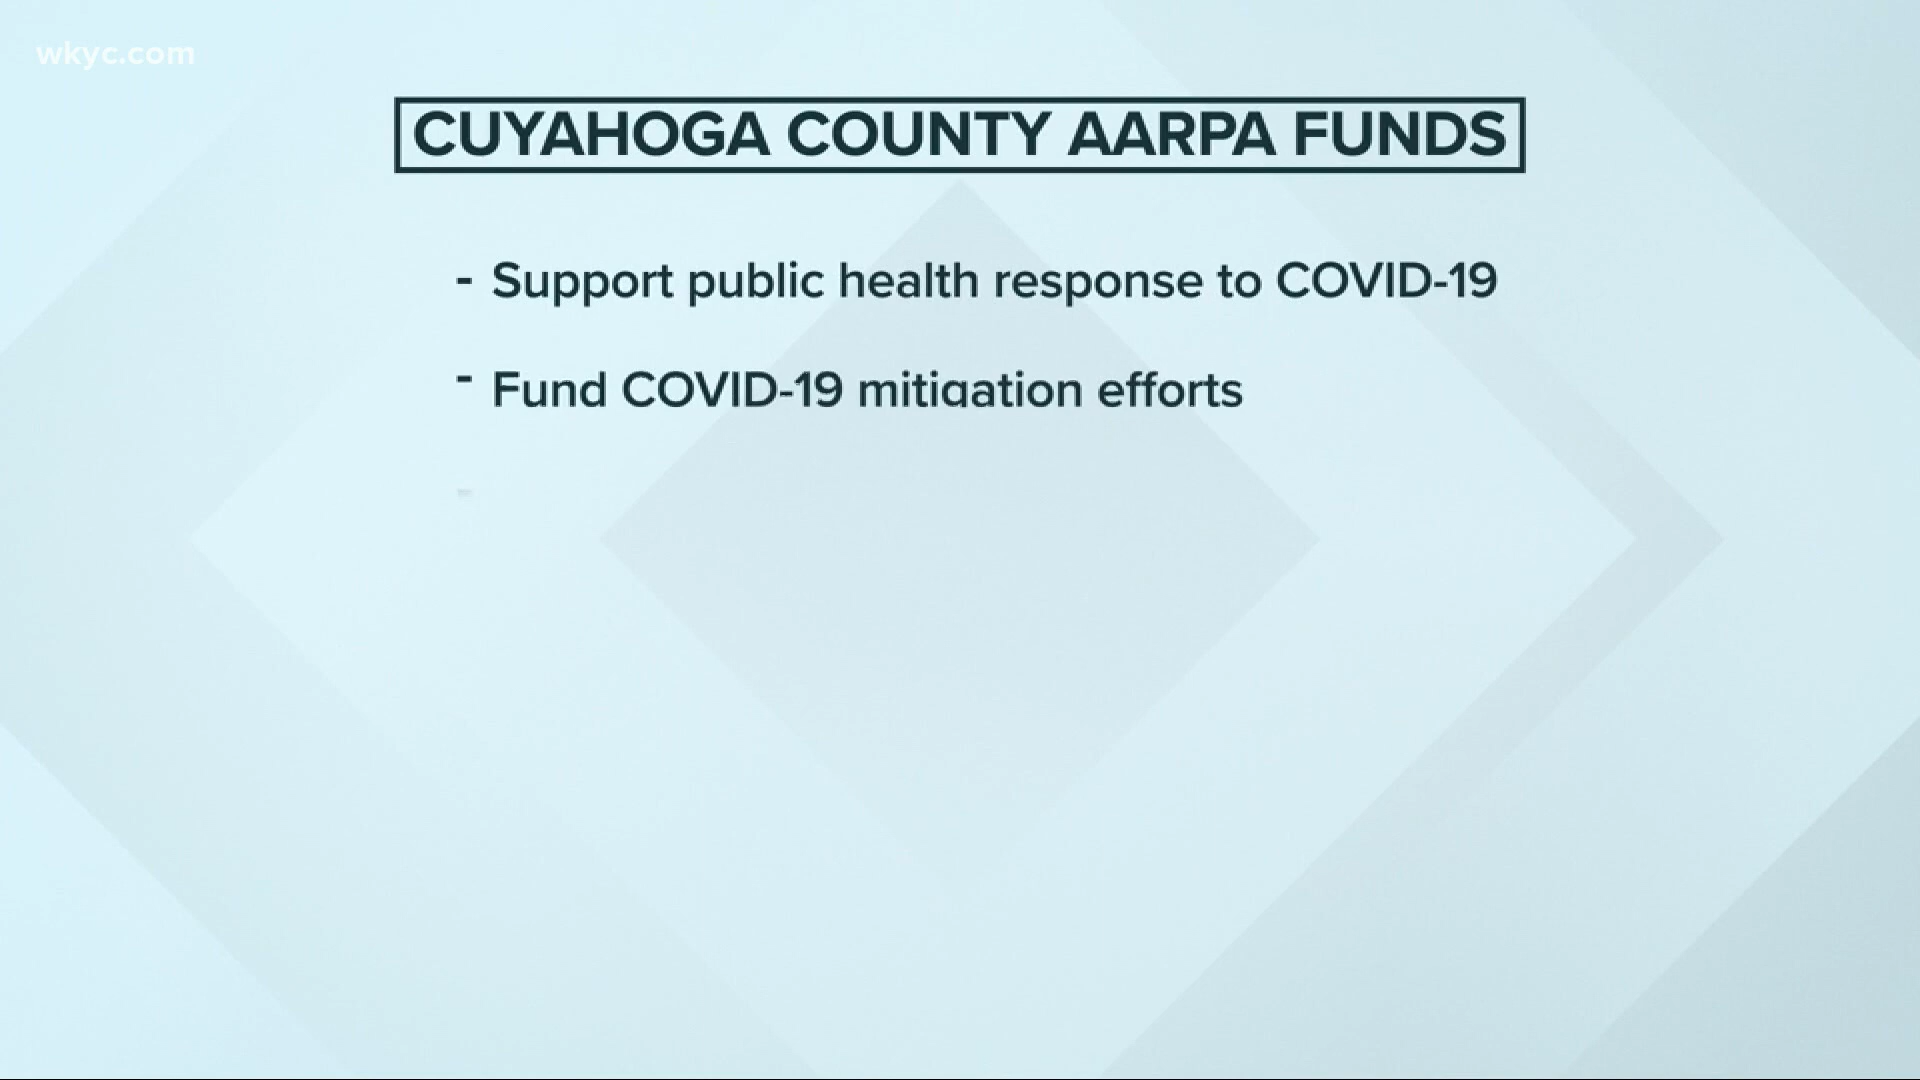 wkyc.com
CUYAHOGA COUNTY AARPA FUNDS
- Support public health response to COVID-19
- Fund COVID-19 mitigation efforts
-